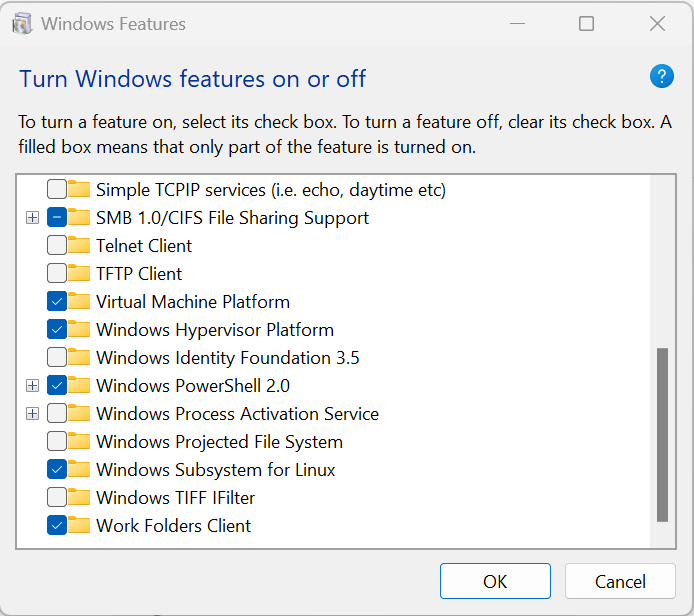 Windows Features
Turn Windows features on or off
?
To turn a feature on, select its check box. To turn a feature off, clear its check box. A
filled box means that only part of the feature is turned on.
Simple TCPIP services (i.e. echo, daytime etc)
SMB 1.0/CIFS File Sharing Support
Telnet Client
TFTP Client
Virtual Machine Platform
Windows Hypervisor Platform
Windows Identity Foundation 3.5
Windows PowerShell 2.0
Windows Process Activation Service
Windows Projected File System
Windows Subsystem for Linux
Windows TIFF IFilter
Work Folders Client
OK Cancel